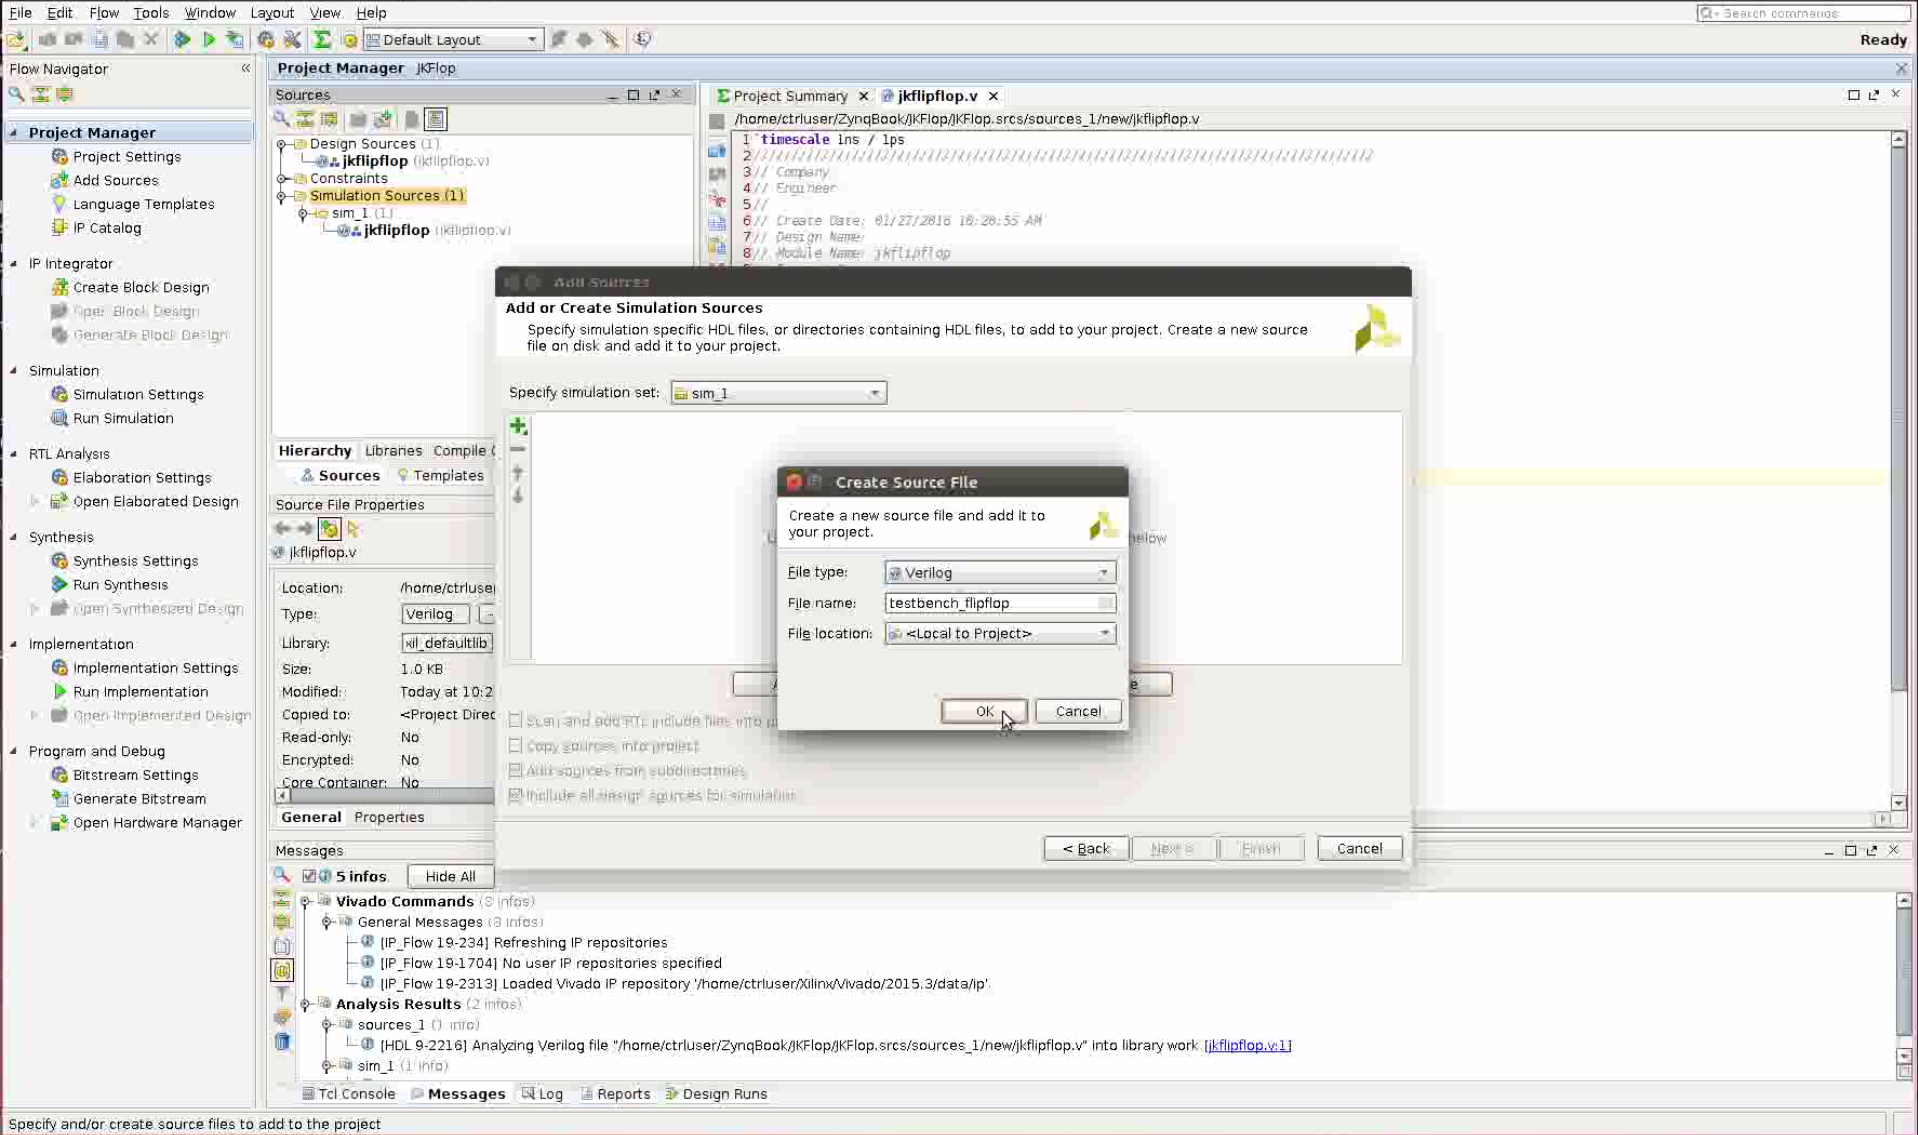 File Edit Flow Tools Window Layout View Help
Search commands
Default Layout
Ready
Flow Navigator
Project Manager
Project Settings
Add Sources
Language Templates
IP Catalog
IP Integrator
Create Block Design
Open Block Design
Generate Block Design
Simulation
Simulation Settings
Run Simulation
RTL Analysis
Elaboration Settings
Open Elaborated Design
Synthesis
Synthesis Settings
Run Synthesis
Open Synthesized Design
Implementation
Implementation Settings
Run Implementation
Open Implemented Design
Program and Debug
Bitstream Settings
Generate Bitstream
Open Hardware Manager
Project Manager JKFlop
Sources
Design Sources (1)
jkflipflop (jkflipflop.v)
Constraints
Simulation Sources (1)
sim_1 (1)
jkflipflop (jkflipflop.v)
Hierarchy Libraries Compile
Sources Templates
Source File Properties
jkflipflop.v
Location: /home/ctrluser
Type: Verilog
Library: xil_defaultlib
Size: 1.0 KB
Modified: Today at 10:2
Copied to: <Project Direc
Read-only: No
Encrypted: No
Core Container: No
General Properties
Project Summary jkflipflop.v
/home/ctrluser/ZynqBook/JKFlop/JKFlop.srcs/sources_1/new/jkflipflop.v
1 `timescale 1ns / 1ps
2 //////////////////////////////////////////////////////////////////////////////////
3 // Company
4 // Engineer
5 //
6 // Create Date: 01/27/2016 10:20:55 AM
7 // Design Name:
8 // Module Name: jkflipflop
Add Sources
Add or Create Simulation Sources
Specify simulation specific HDL files, or directories containing HDL files, to add to your project. Create a new source
file on disk and add it to your project.
Specify simulation set: sim_1
below
Scan and add RTL include files into p
Copy sources into project
Add sources from subdirectories
Include all design sources for simulation
< Back Next > Finish Cancel
Create Source File
Create a new source file and add it to
your project.
File type: Verilog
File name: testbench_flipflop
File location: <Local to Project>
OK Cancel
Messages
5 infos Hide All
Vivado Commands (3 infos)
General Messages (3 infos)
[IP_Flow 19-234] Refreshing IP repositories
[IP_Flow 19-1704] No user IP repositories specified
[IP_Flow 19-2313] Loaded Vivado IP repository '/home/ctrluser/Xilinx/Vivado/2015.3/data/ip'.
Analysis Results (2 infos)
sources_1 (1 info)
[HDL 9-2216] Analyzing Verilog file "/home/ctrluser/ZynqBook/JKFlop/JKFlop.srcs/sources_1/new/jkflipflop.v" into library work [jkflipflop.v:1]
sim_1 (1 info)
Tcl Console Messages Log Reports Design Runs
Specify and/or create source files to add to the project